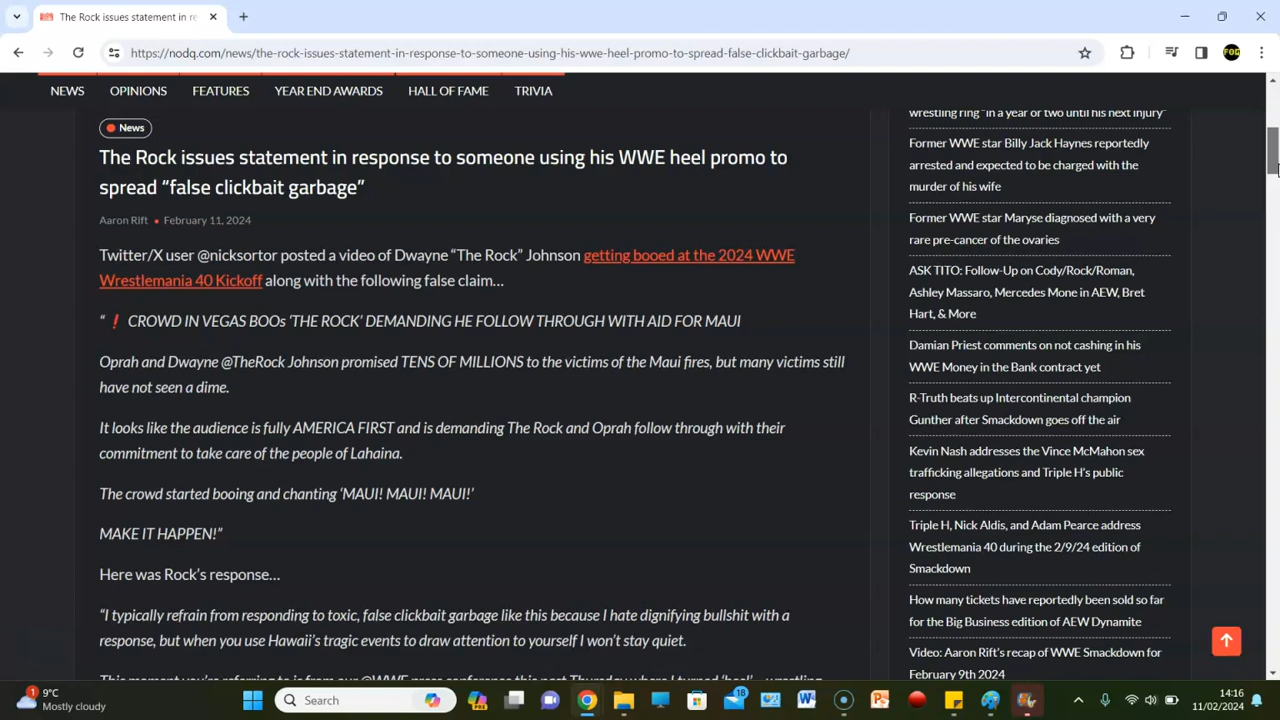 The Rock issues statement in re
https://nodq.com/news/the-rock-issues-statement-in-response-to-someone-using-his-wwe-heel-promo-to-spread-false-clickbait-garbage/
FOG
NEWS OPINIONS FEATURES YEAR END AWARDS HALL OF FAME TRIVIA
News
The Rock issues statement in response to someone using his WWE heel promo to
spread “false clickbait garbage”
Aaron Rift • February 11, 2024
Twitter/X user @nicksortor posted a video of Dwayne “The Rock” Johnson getting booed at the 2024 WWE
Wrestlemania 40 Kickoff along with the following false claim…
“ ❗ CROWD IN VEGAS BOOs ‘THE ROCK’ DEMANDING HE FOLLOW THROUGH WITH AID FOR MAUI
Oprah and Dwayne @TheRock Johnson promised TENS OF MILLIONS to the victims of the Maui fires, but many victims still
have not seen a dime.
It looks like the audience is fully AMERICA FIRST and is demanding The Rock and Oprah follow through with their
commitment to take care of the people of Lahaina.
The crowd started booing and chanting ‘MAUI! MAUI! MAUI!’
MAKE IT HAPPEN!”
Here was Rock’s response…
“I typically refrain from responding to toxic, false clickbait garbage like this because I hate dignifying bullshit with a
response, but when you use Hawaii’s tragic events to draw attention to yourself I won’t stay quiet.
This moment you’re referring to is from our @WWE press conference this past Thursday where I turned ‘heel’ – wrestling
wrestling ring “in a year or two until his next injury”
Former WWE star Billy Jack Haynes reportedly
arrested and expected to be charged with the
murder of his wife
Former WWE star Maryse diagnosed with a very
rare pre-cancer of the ovaries
ASK TITO: Follow-Up on Cody/Rock/Roman,
Ashley Massaro, Mercedes Mone in AEW, Bret
Hart, & More
Damian Priest comments on not cashing in his
WWE Money in the Bank contract yet
R-Truth beats up Intercontinental champion
Gunther after Smackdown goes off the air
Kevin Nash addresses the Vince McMahon sex
trafficking allegations and Triple H’s public
response
Triple H, Nick Aldis, and Adam Pearce address
Wrestlemania 40 during the 2/9/24 edition of
Smackdown
How many tickets have reportedly been sold so far
for the Big Business edition of AEW Dynamite
Video: Aaron Rift’s recap of WWE Smackdown for
February 9th 2024
1
9°C
Mostly cloudy
Search
18
14:16
11/02/2024